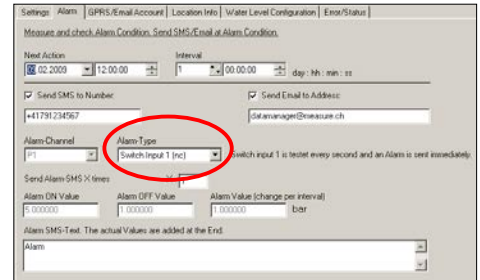 Settings Alarm GPRS/Email Account Location Info Water Level Configuration Error/Status
Measure and check Alarm Condition. Send SMS/Email at Alarm Condition.
Next Action Interval
.02.2009 12:00:00 1 00:00:00 day : hh : min : ss
Send SMS to Number: Send Email to Address:
+41791234567 datamanager@measure.ch
Alarm-Channel Alarm-Type
P1 Switch Input 1 (nc) Switch input 1 is testet every second and an Alarm is sent immediately.
Send Alarm-SMS X times
Alarm ON Value Alarm OFF Value Alarm Value (change per interval)
5.000000 1.000000 1.000000 bar
Alarm SMS-Text. The actual Values are added at the End.
Alarm